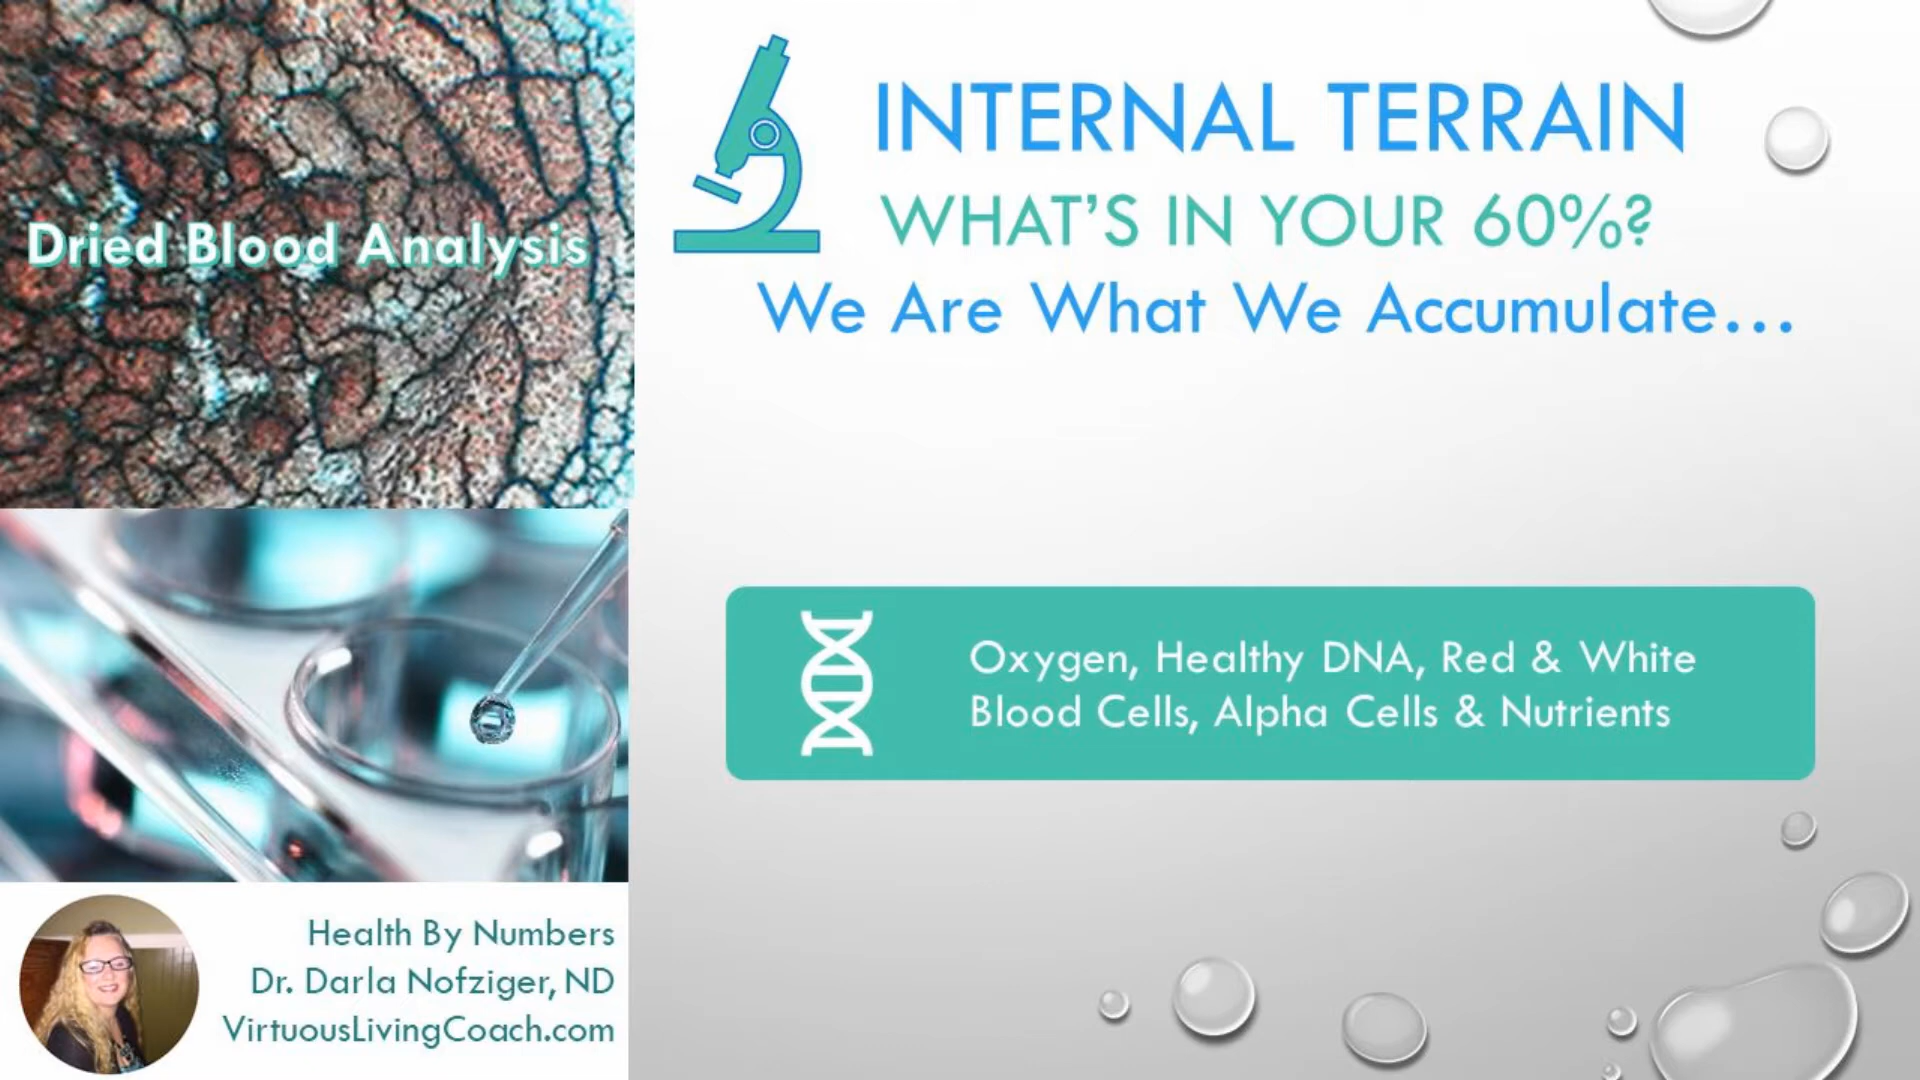 Dried Blood Analysis
INTERNAL TERRAIN
WHAT'S IN YOUR 60%?
We Are What We Accumulate...
Oxygen, Healthy DNA, Red & White
Blood Cells, Alpha Cells & Nutrients
Health By Numbers
Dr. Darla Nofziger, ND
VirtuousLivingCoach.com